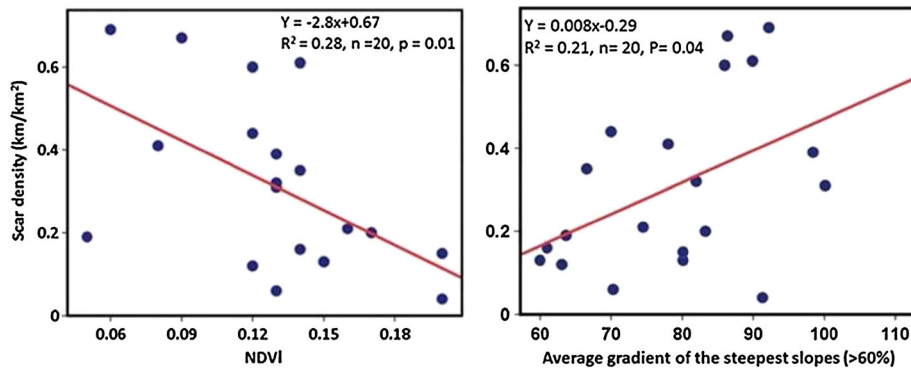 Y = -2.8x+0.67
R² = 0.28, n =20, p = 0.01
Scar density (km/km²)
0.6
0.4
0.2
0
0.06 0.09 0.12 0.15 0.18
NDVI
Y = 0.008x-0.29
R² = 0.21, n= 20, P= 0.04
0.6
0.4
0.2
0
60 70 80 90 100 110
Average gradient of the steepest slopes (>60%)